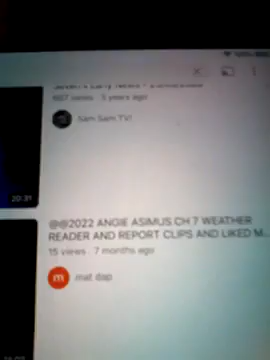 607 views · 5 years ago
Sam Sam TV!
20:31
@@2022 ANGIE ASIMUS CH 7 WEATHER
READER AND REPORT CLIPS AND LIKED M...
15 views · 7 months ago
m
mat dap